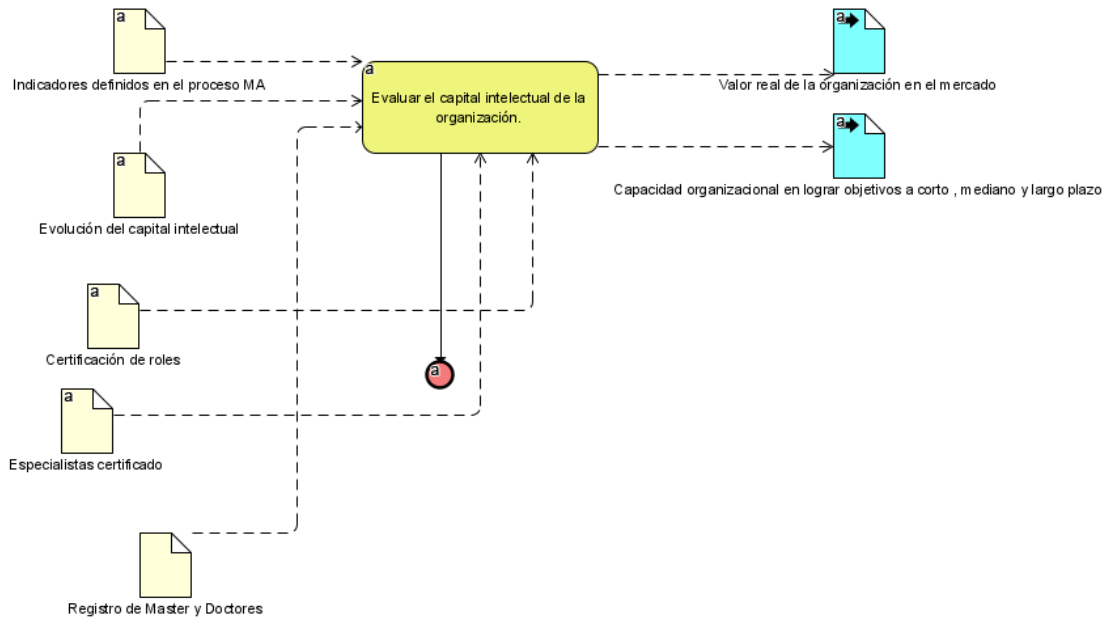 a
Indicadores definidos en el proceso MA
a
Evolución del capital intelectual
a
Certificación de roles
a
Especialistas certificado
Registro de Master y Doctores
a
Evaluar el capital intelectual de la
organización.
a
a
Valor real de la organización en el mercado
a
Capacidad organizacional en lograr objetivos a corto , mediano y largo plazo